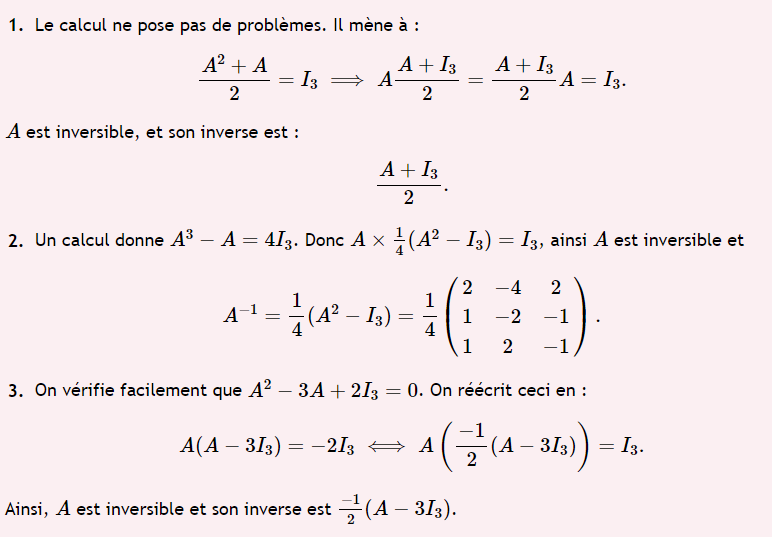 1. Le calcul ne pose pas de problèmes. Il mène à :
$$\frac{A^2+A}{2}=I_3 \implies A\frac{A+I_3}{2}=\frac{A+I_3}{2}A=I_3.$$
$A$ est inversible, et son inverse est :
$$\frac{A+I_3}{2}.$$
2. Un calcul donne $A^3-A=4I_3$. Donc $A\times\frac{1}{4}(A^2-I_3)=I_3$, ainsi $A$ est inversible et
$$A^{-1}=\frac{1}{4}(A^2-I_3)=\frac{1}{4}\begin{pmatrix}2&-4&2\\1&-2&-1\\1&2&-1\end{pmatrix}.$$
3. On vérifie facilement que $A^2-3A+2I_3=0$. On réécrit ceci en :
$$A(A-3I_3)=-2I_3 \iff A\left(\frac{-1}{2}(A-3I_3)\right)=I_3.$$
Ainsi, $A$ est inversible et son inverse est $\frac{-1}{2}(A-3I_3)$.